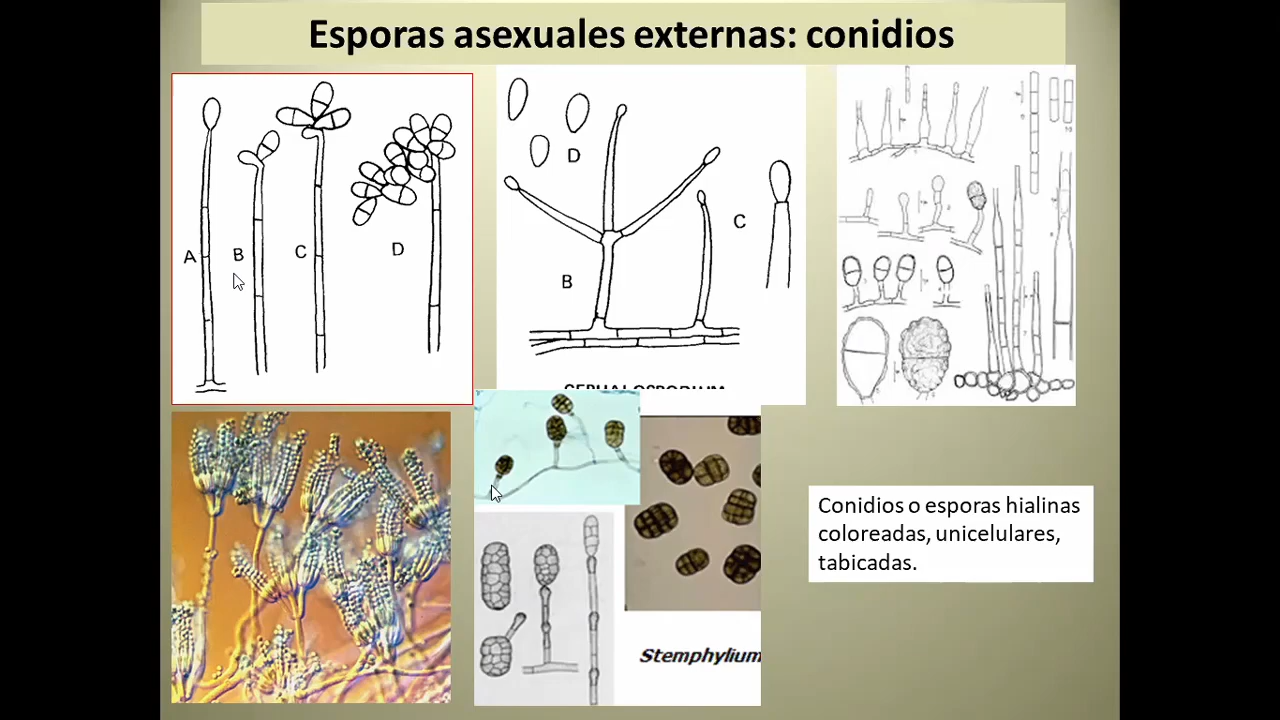 Esporas asexuales externas: conidios
A
B
C
D
D
C
B
Stemphylium
Conidios o esporas hialinas
coloreadas, unicelulares,
tabicadas.